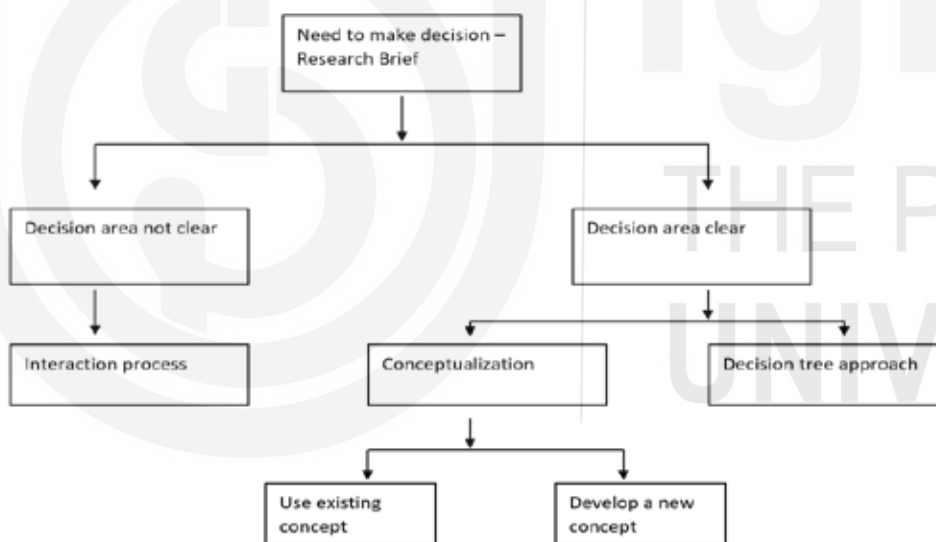 Need to make decision –
Research Brief
Decision area not clear
Decision area clear
Interaction process
Conceptualization
Decision tree approach
Use existing
concept
Develop a new
concept
THE P
UNIV